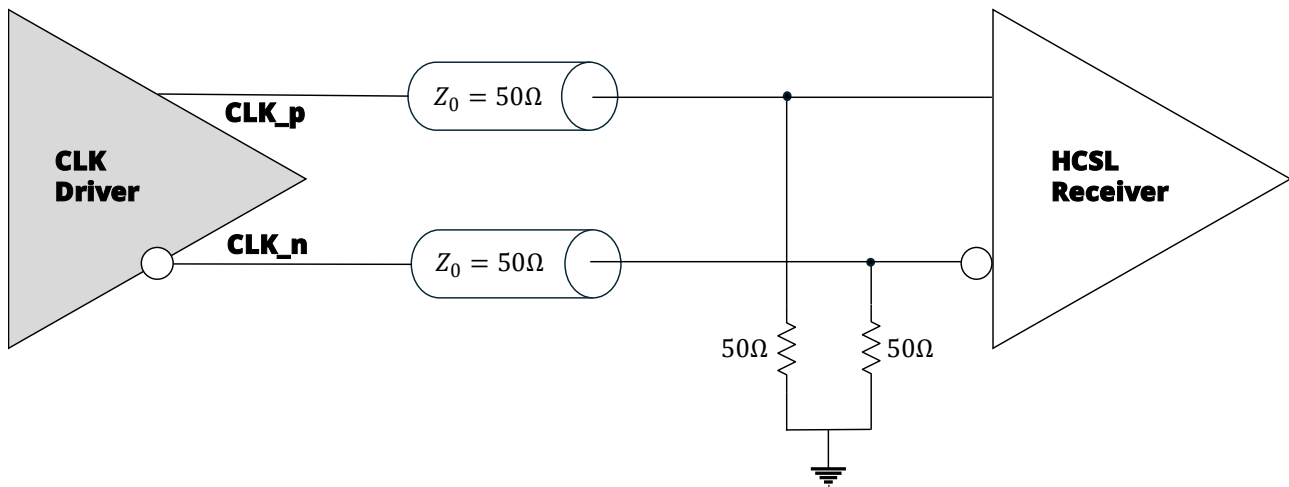 Z₀ = 50Ω
CLK_p
CLK
Driver
HCSL
Receiver
CLK_n
Z₀ = 50Ω
50Ω
50Ω